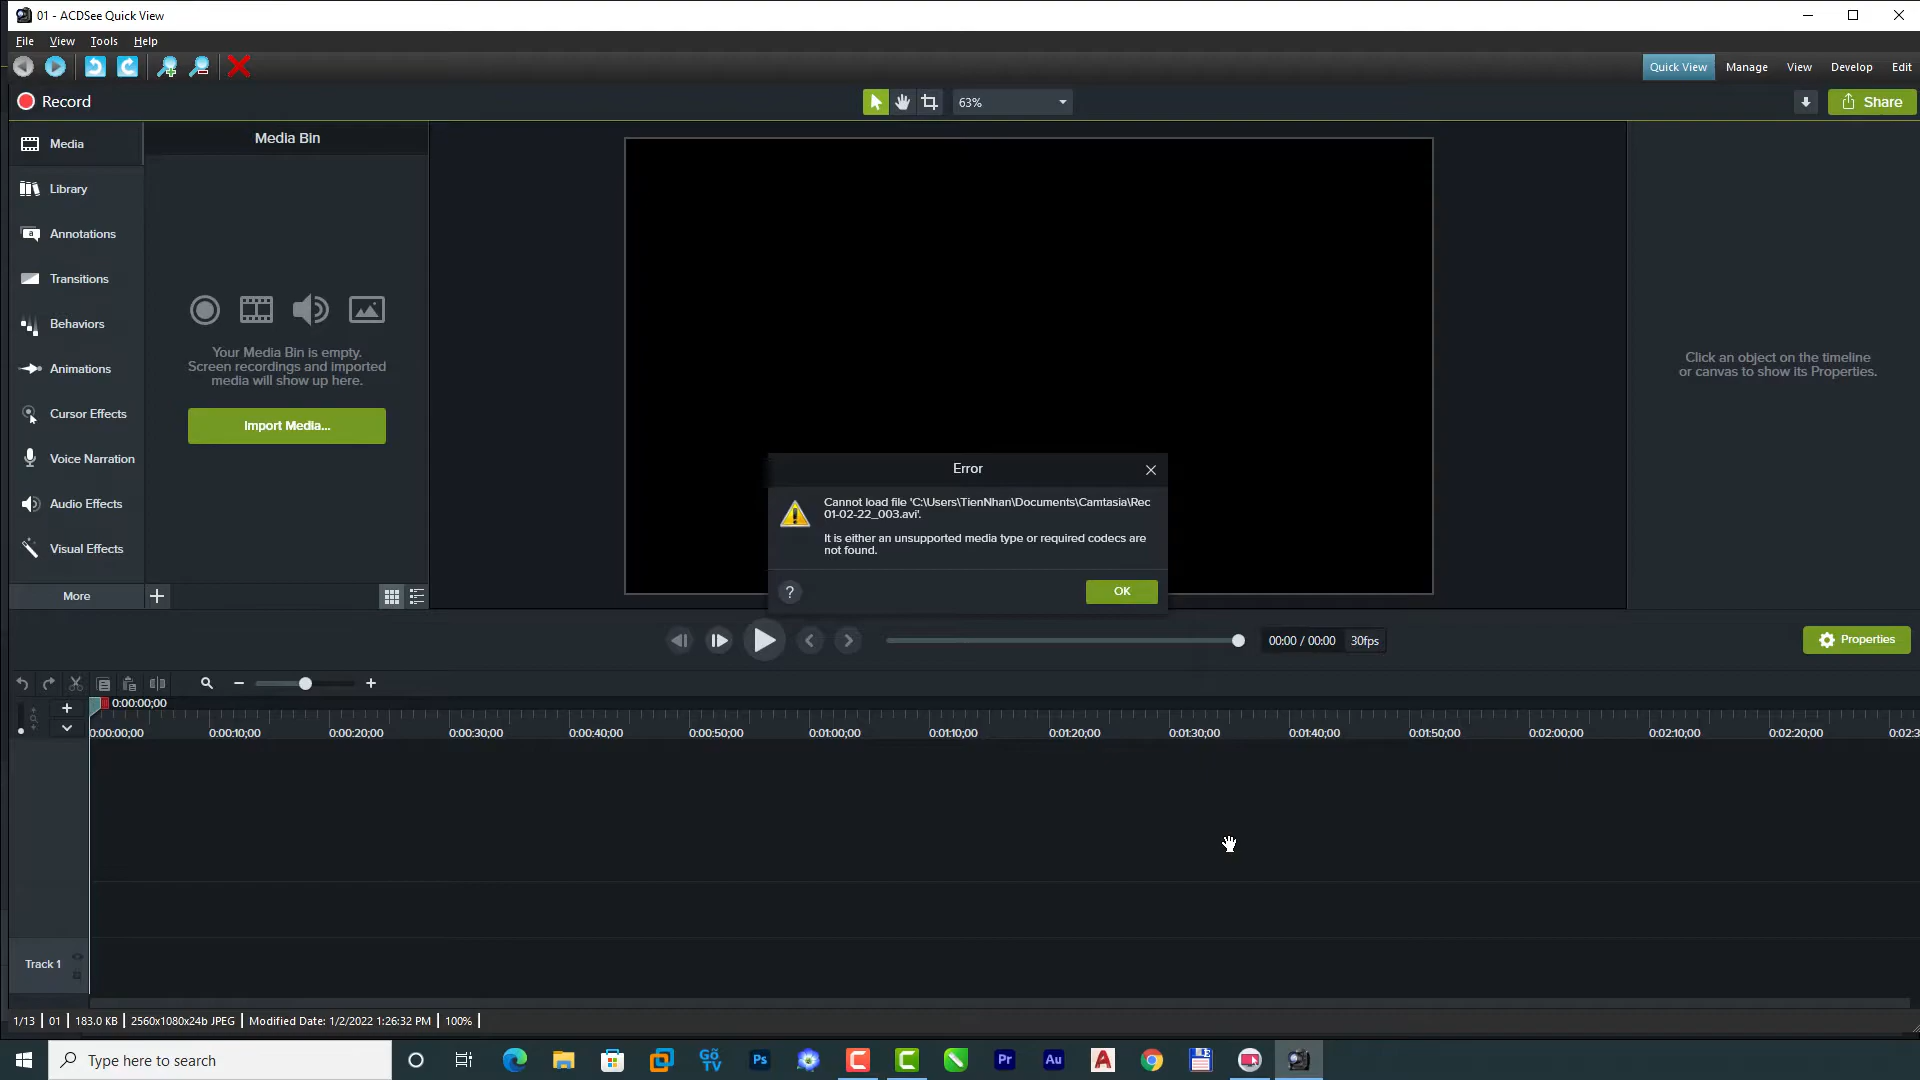 01 - ACDSee Quick View
File View Tools Help
Quick View Manage View Develop Edit
Record
63%
Share
Media
Media Bin
Library
Annotations
Transitions
Behaviors
Animations
Cursor Effects
Voice Narration
Audio Effects
Visual Effects
More
Your Media Bin is empty.
Screen recordings and imported
media will show up here.
Import Media...
Click an object on the timeline
or canvas to show its Properties.
Error
Cannot load file 'C:\Users\TienNhan\Documents\Camtasia\Rec
01-02-22_003.avi'.
It is either an unsupported media type or required codecs are
not found.
?
OK
00:00 / 00:00 30fps
Properties
0:00:00;00
0:00:00;00 0:00:10;00 0:00:20;00 0:00:30;00 0:00:40;00 0:00:50;00 0:01:00;00 0:01:10;00 0:01:20;00 0:01:30;00 0:01:40;00 0:01:50;00 0:02:00;00 0:02:10;00 0:02:20;00 0:02:3
Track 1
1/13 01 183.0 KB 2560x1080x24b JPEG Modified Date: 1/2/2022 1:26:32 PM 100%
Type here to search
Gõ
TV
Ps
Pr
Au